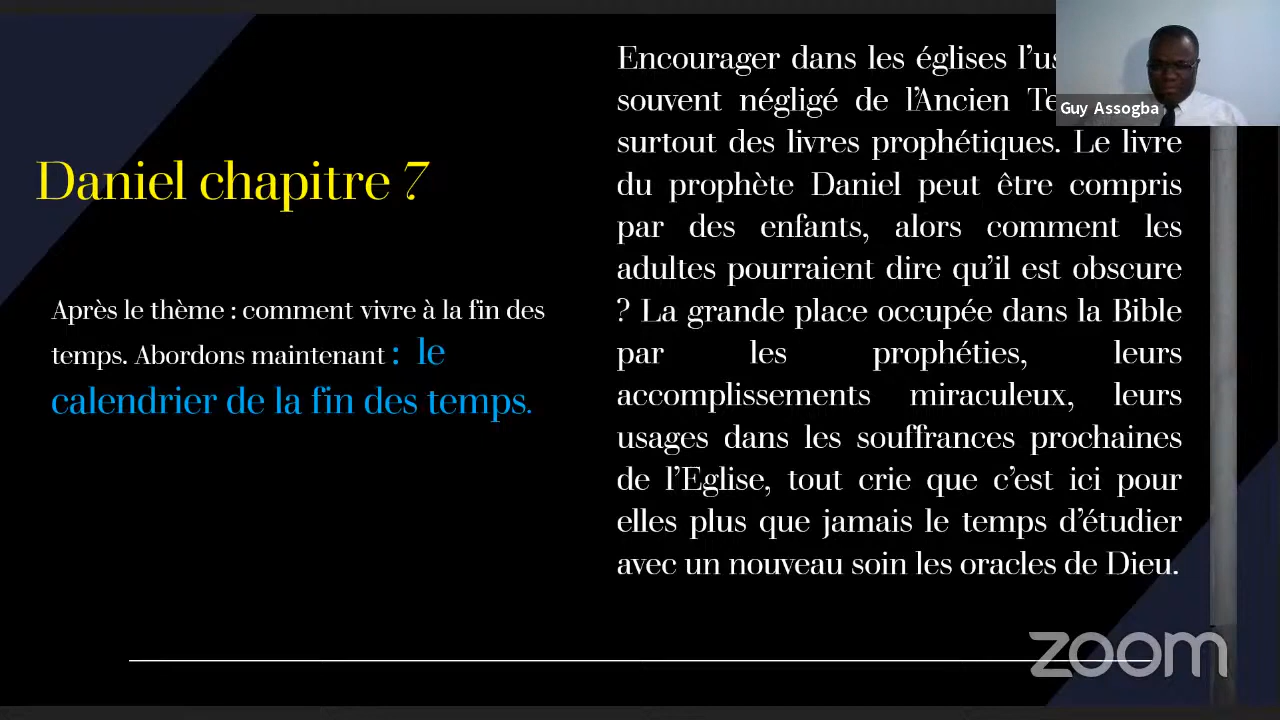 Daniel chapitre 7
Après le thème : comment vivre à la fin des
temps. Abordons maintenant : le
calendrier de la fin des temps.
Encourager dans les églises l'us
souvent négligé de l'Ancien Te
surtout des livres prophétiques. Le livre
du prophète Daniel peut être compris
par des enfants, alors comment les
adultes pourraient dire qu'il est obscure
? La grande place occupée dans la Bible
par les prophéties, leurs
accomplissements miraculeux, leurs
usages dans les souffrances prochaines
de l'Eglise, tout crie que c'est ici pour
elles plus que jamais le temps d'étudier
avec un nouveau soin les oracles de Dieu.
Guy Assogba
zoom